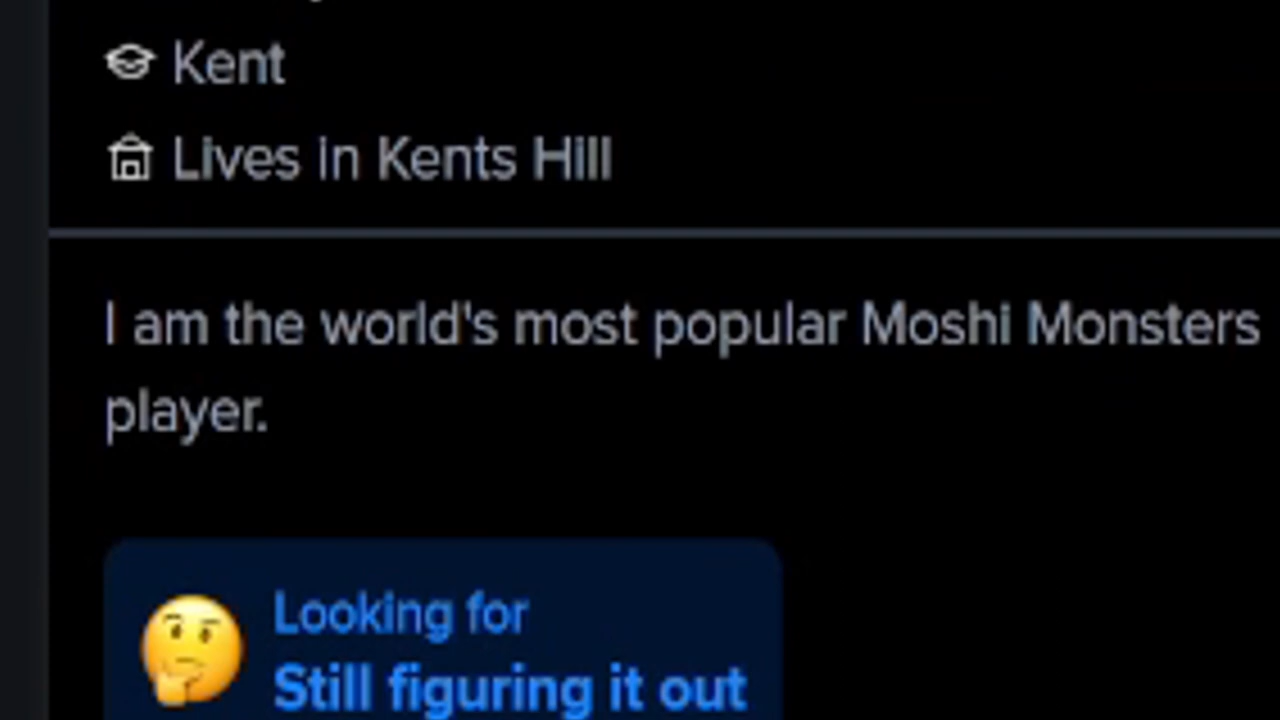 Kent
Lives in Kents Hill
I am the world's most popular Moshi Monsters
player.
Looking for
Still figuring it out